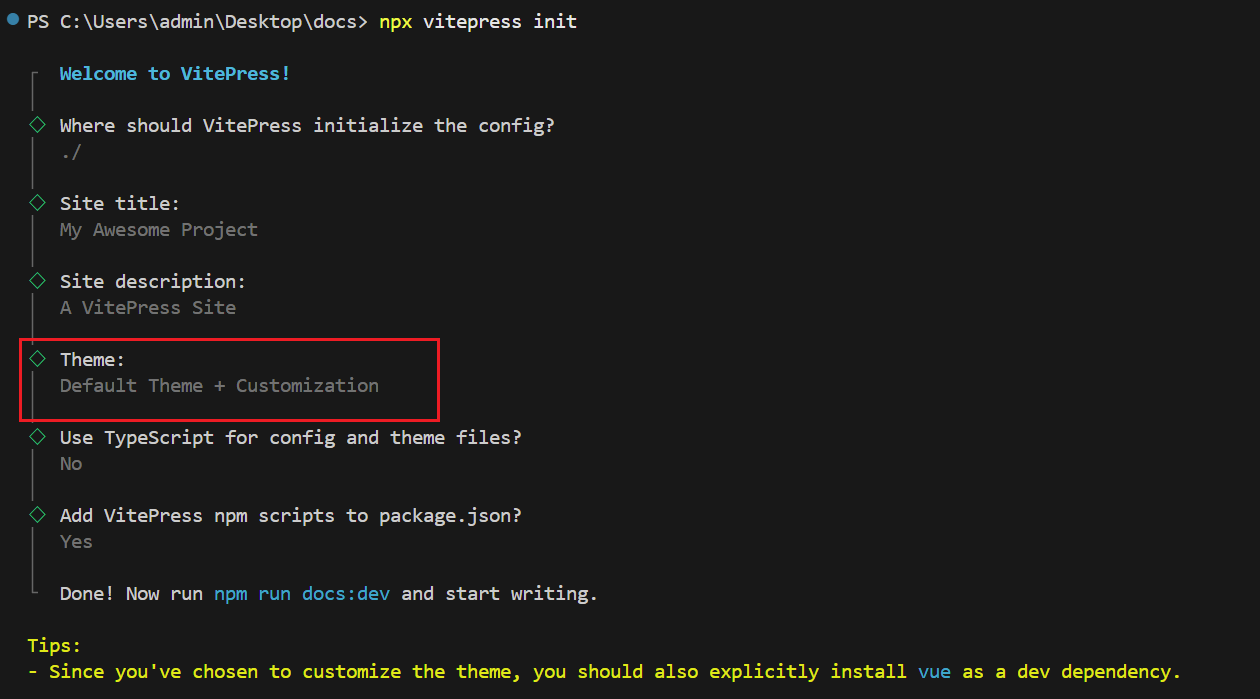 PS C:\Users\admin\Desktop\docs> npx vitepress init
Welcome to VitePress!
Where should VitePress initialize the config?
./
Site title:
My Awesome Project
Site description:
A VitePress Site
Theme:
Default Theme + Customization
Use TypeScript for config and theme files?
No
Add VitePress npm scripts to package.json?
Yes
Done! Now run npm run docs:dev and start writing.
Tips:
- Since you've chosen to customize the theme, you should also explicitly install vue as a dev dependency.